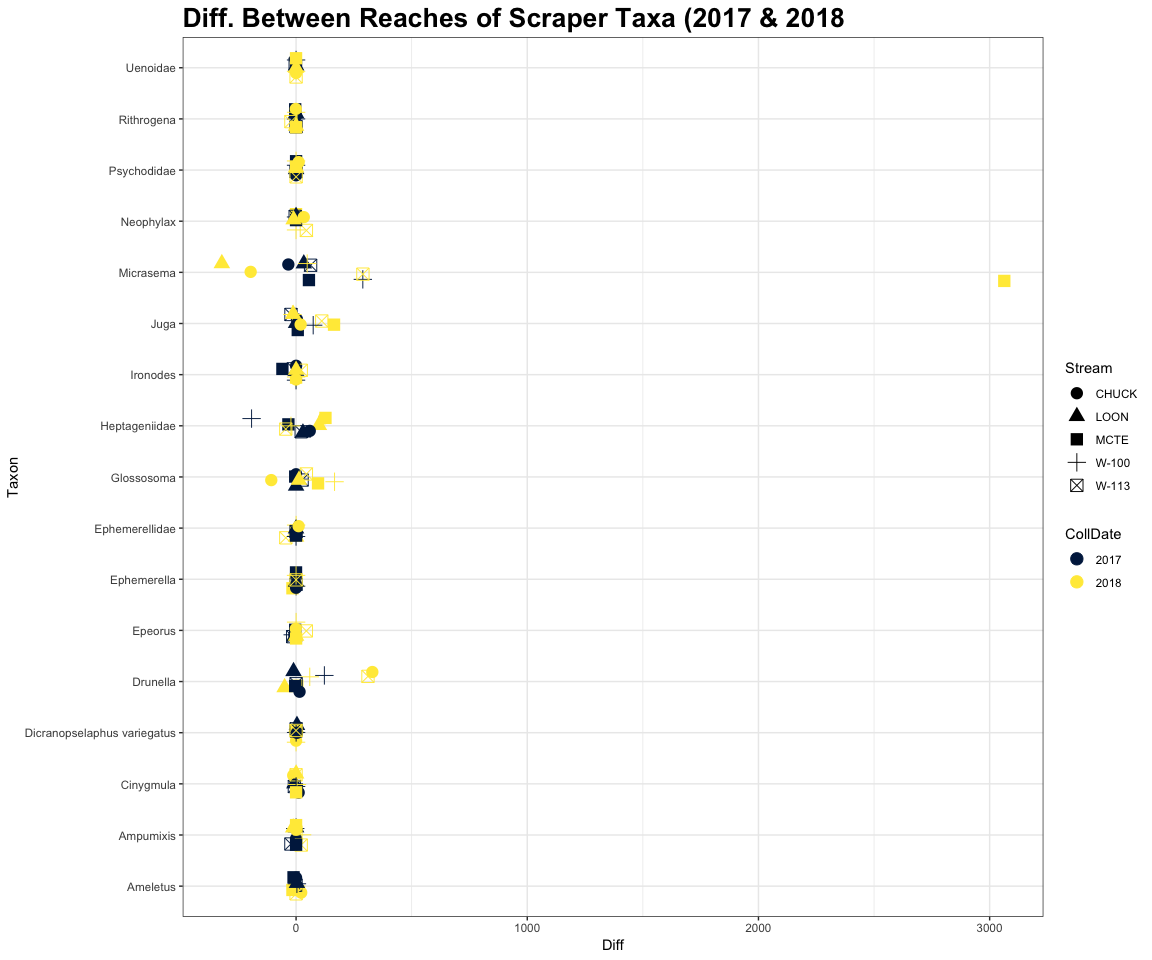 Diff. Between Reaches of Scraper Taxa (2017 & 2018
Taxon
Uenoidae
Rithrogena
Psychodidae
Neophylax
Micrasema
Juga
Ironodes
Heptageniidae
Glossosoma
Ephemerellidae
Ephemerella
Epeorus
Drunella
Dicranopselaphus variegatus
Cinygmula
Ampumixis
Ameletus
0 1000 2000 3000
Diff
Stream
CHUCK
LOON
MCTE
W-100
W-113
CollDate
2017
2018